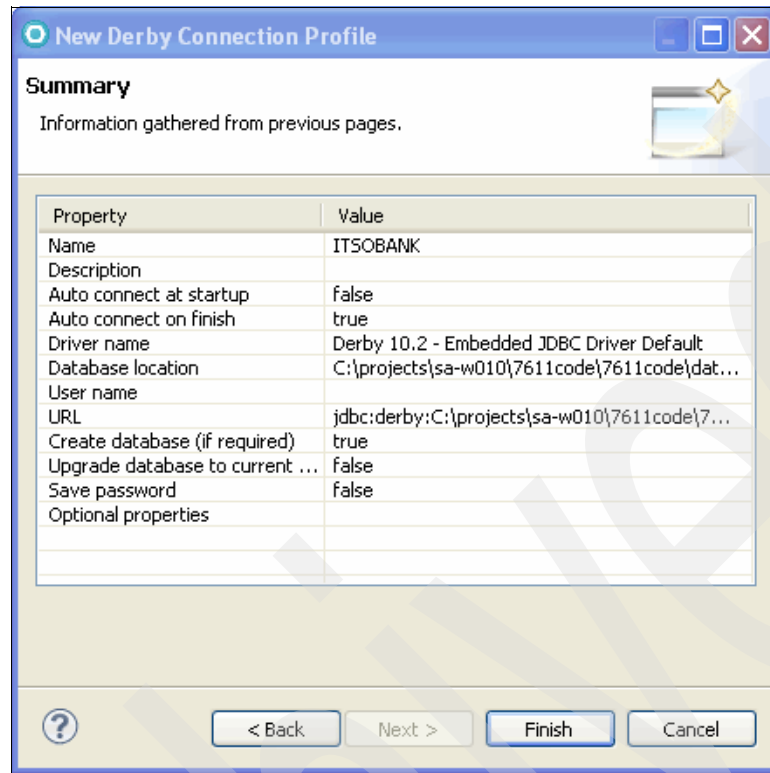 New Derby Connection Profile
Summary
Information gathered from previous pages.
Property Value
Name ITSOBANK
Description
Auto connect at startup false
Auto connect on finish true
Driver name Derby 10.2 - Embedded JDBC Driver Default
Database location C:\projects\sa-w010\7611code\7611code\dat...
User name
URL jdbc:derby:C:\projects\sa-w010\7611code\7...
Create database (if required) true
Upgrade database to current ... false
Save password false
Optional properties
? < Back Next > Finish Cancel